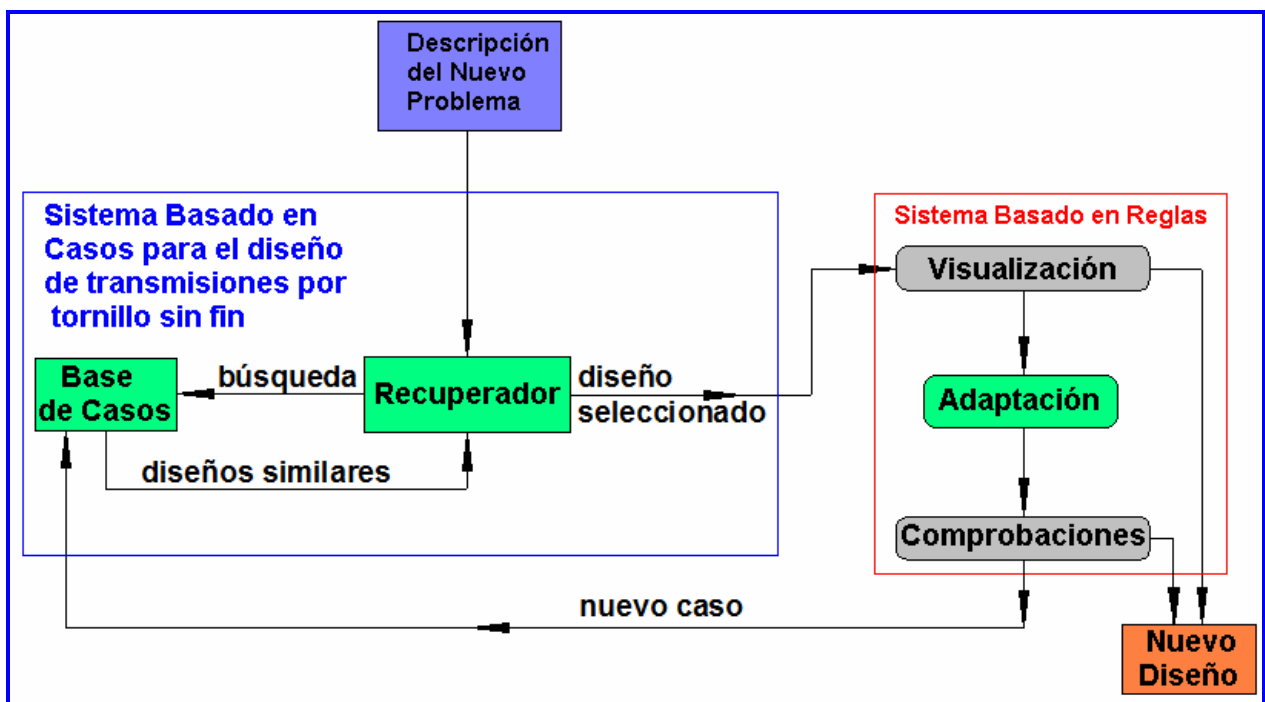 Descripción
del Nuevo
Problema
Sistema Basado en
Casos para el diseño
de transmisiones por
tornillo sin fin
Sistema Basado en Reglas
Visualización
Base
de Casos
búsqueda
Recuperador
diseño
seleccionado
Adaptación
diseños similares
Comprobaciones
nuevo caso
Nuevo
Diseño